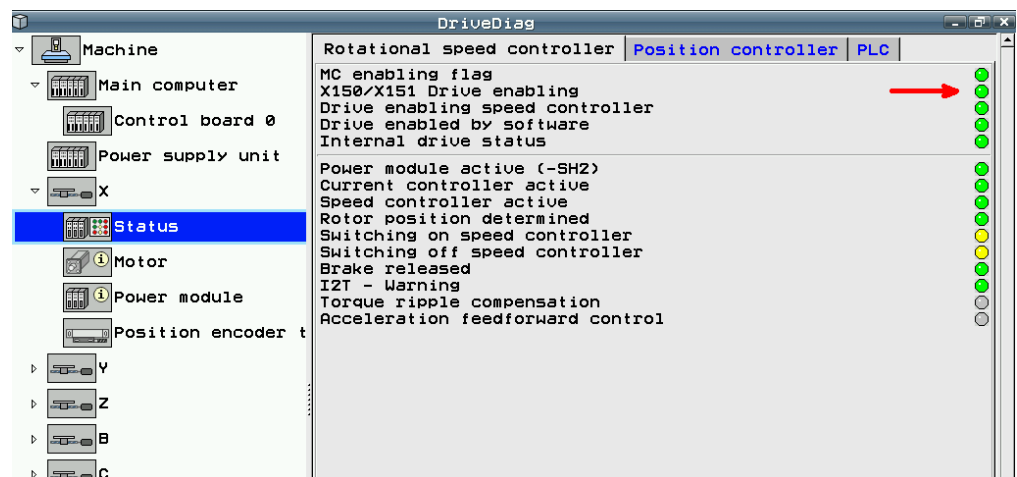 DriveDiag
Machine
Main computer
Control board 0
Power supply unit
X
Status
Motor
Power module
Position encoder t
Y
Z
B
C
Rotational speed controller Position controller PLC
MC enabling flag
X150/X151 Drive enabling
Drive enabling speed controller
Drive enabled by software
Internal drive status
Power module active (-SH2)
Current controller active
Speed controller active
Rotor position determined
Switching on speed controller
Switching off speed controller
Brake released
I2T - Warning
Torque ripple compensation
Acceleration feedforward control